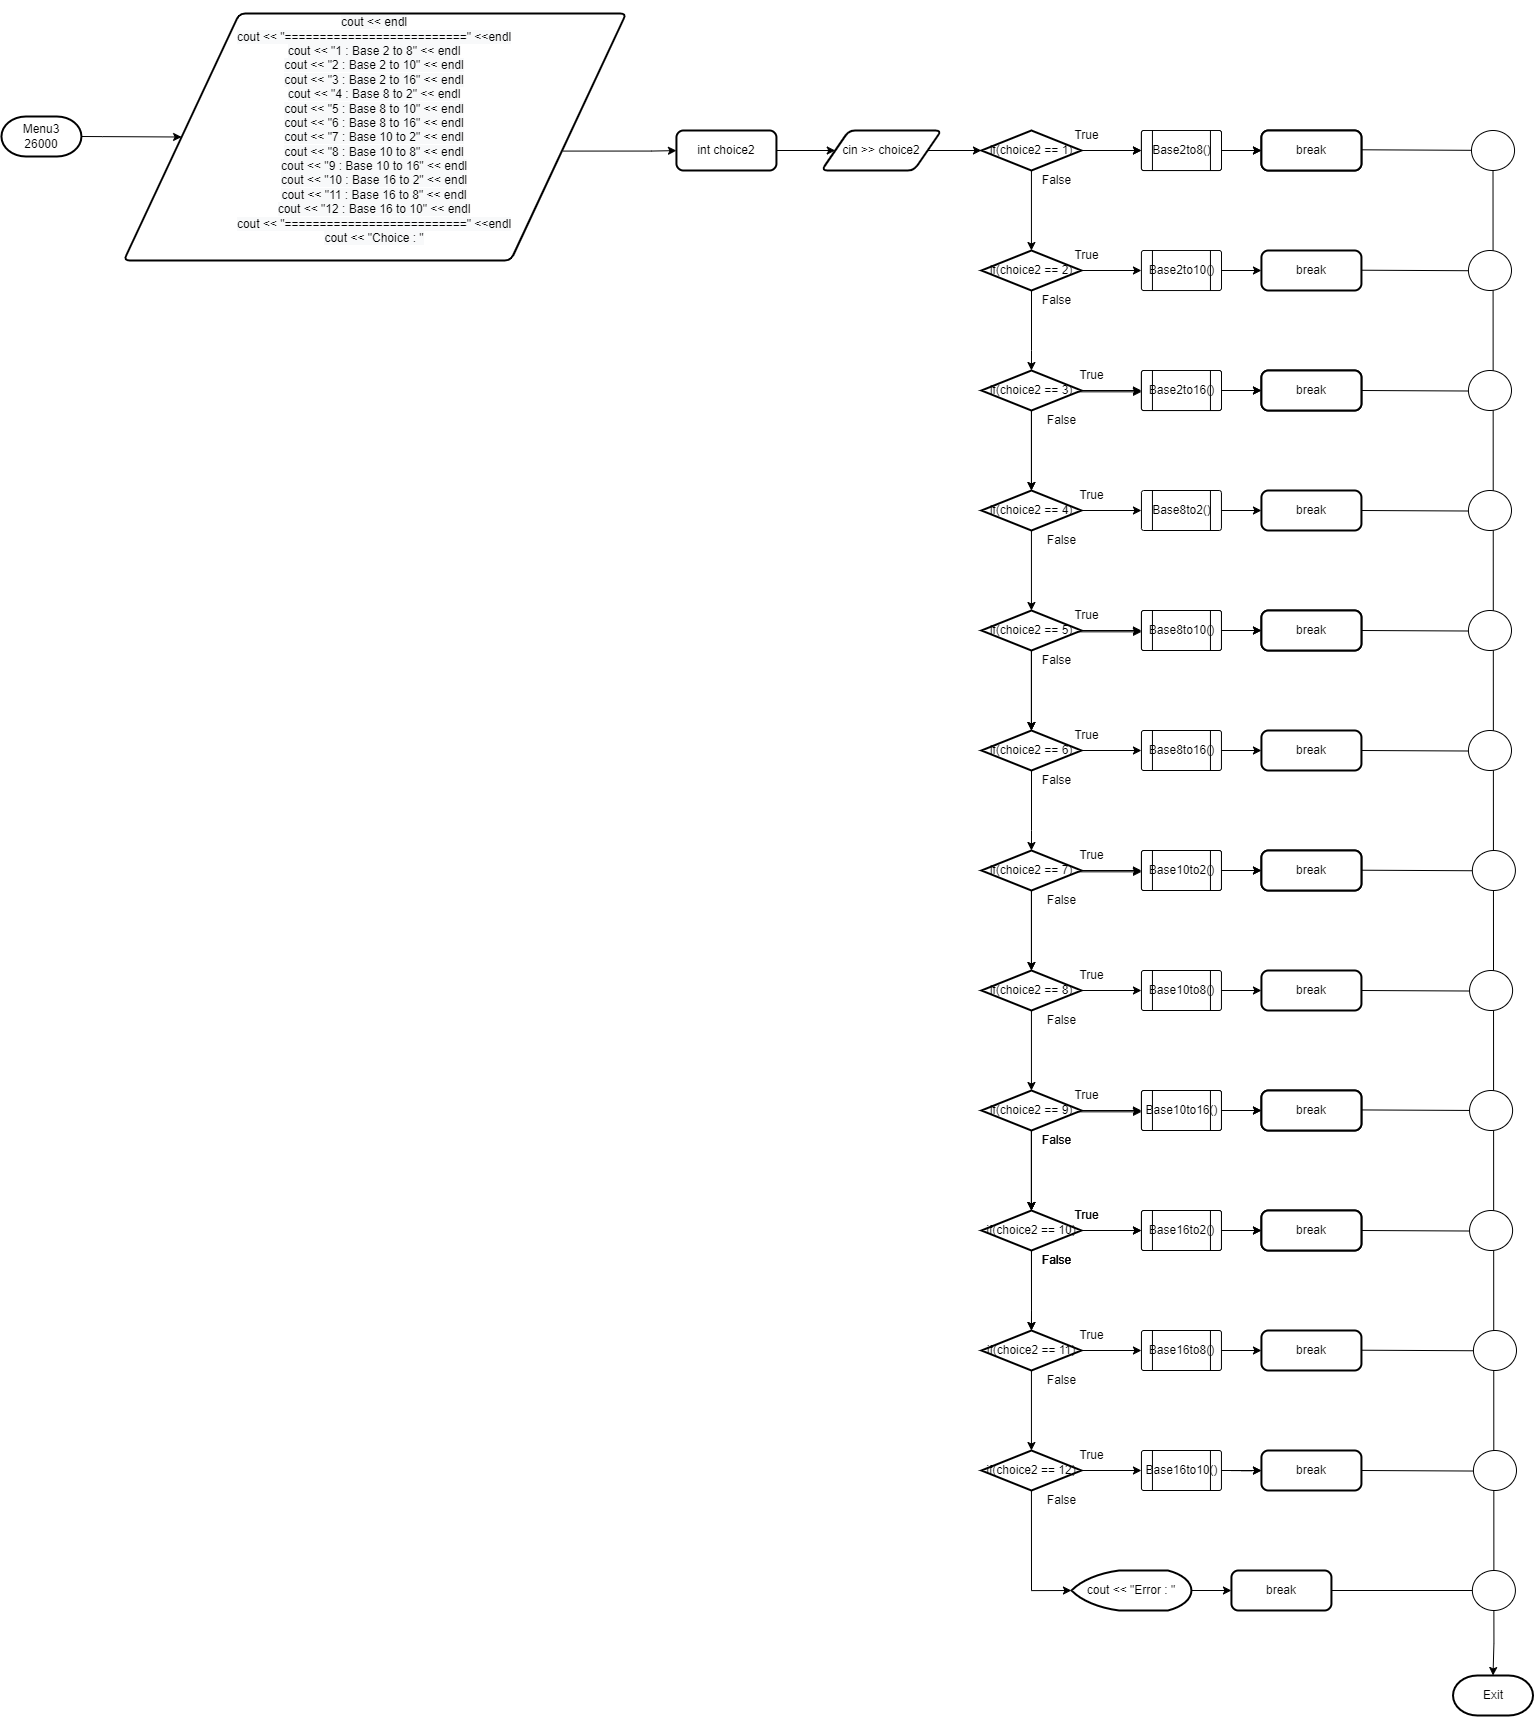 Menu3
26000
cout << endl
cout << "==========================" <<endl
cout << "1 : Base 2 to 8" << endl
cout << "2 : Base 2 to 10" << endl
cout << "3 : Base 2 to 16" << endl
cout << "4 : Base 8 to 2" << endl
cout << "5 : Base 8 to 10" << endl
cout << "6 : Base 8 to 16" << endl
cout << "7 : Base 10 to 2" << endl
cout << "8 : Base 10 to 8" << endl
cout << "9 : Base 10 to 16" << endl
cout << "10 : Base 16 to 2" << endl
cout << "11 : Base 16 to 8" << endl
cout << "12 : Base 16 to 10" << endl
cout << "==========================" <<endl
cout << "Choice : "
int choice2
cin >> choice2
if(choice2 == 1)
True
Base2to8()
break
False
if(choice2 == 2)
True
Base2to10()
break
False
if(choice2 == 3)
True
Base2to16()
break
False
if(choice2 == 4)
True
Base8to2()
break
False
if(choice2 == 5)
True
Base8to10()
break
False
if(choice2 == 6)
True
Base8to16()
break
False
if(choice2 == 7)
True
Base10to2()
break
False
if(choice2 == 8)
True
Base10to8()
break
False
if(choice2 == 9)
True
Base10to16()
break
False
if(choice2 == 10)
True
Base16to2()
break
False
if(choice2 == 11)
True
Base16to8()
break
False
if(choice2 == 12)
True
Base16to10()
break
False
cout << "Error : "
break
Exit